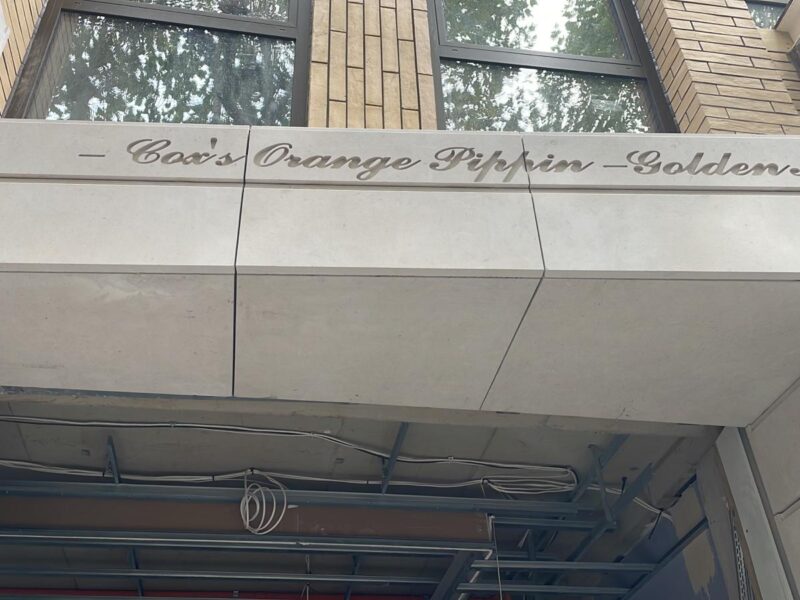 – Cox's Orange Pippin – Golden